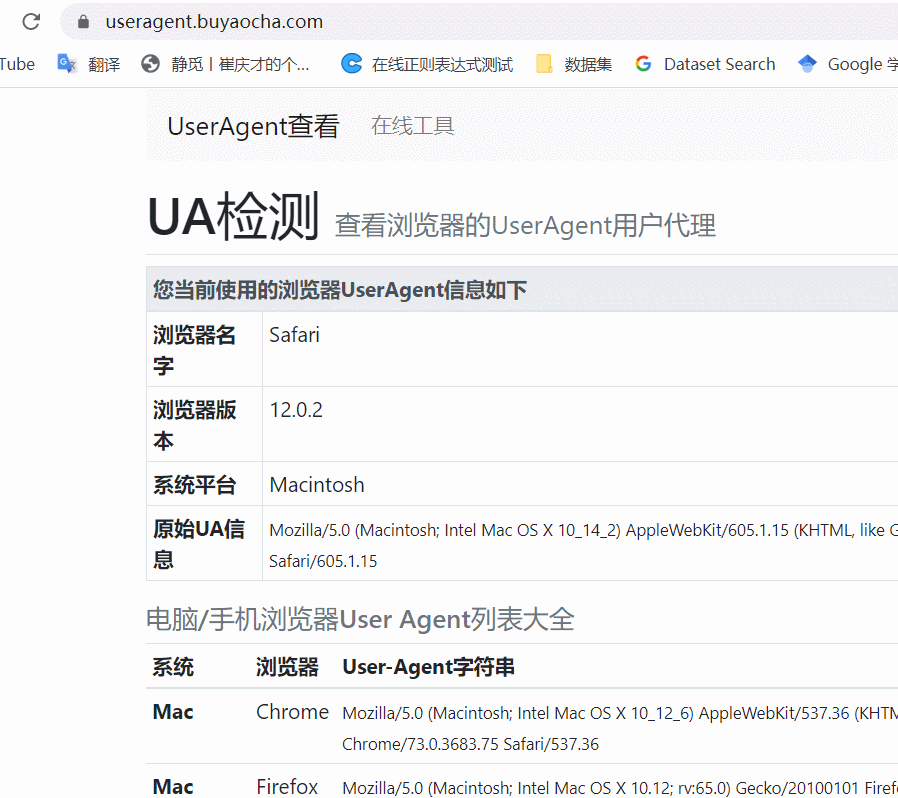 useragent.buyaocha.com
Tube 翻译 静觅丨崔庆才的个... 在线正则表达式测试 数据集 Dataset Search Google 学
UserAgent查看 在线工具
UA检测 查看浏览器的UserAgent用户代理
您当前使用的浏览器UserAgent信息如下
浏览器名 Safari
字
浏览器版 12.0.2
本
系统平台 Macintosh
原始UA信 Mozilla/5.0 (Macintosh; Intel Mac OS X 10_14_2) AppleWebKit/605.1.15 (KHTML, like G
息 Safari/605.1.15
电脑/手机浏览器User Agent列表大全
系统 浏览器 User-Agent字符串
Mac Chrome Mozilla/5.0 (Macintosh; Intel Mac OS X 10_12_6) AppleWebKit/537.36 (KHTM
Chrome/73.0.3683.75 Safari/537.36
Mac Firefox Mozilla/5.0 (Macintosh; Intel Mac OS X 10.12; rv:65.0) Gecko/20100101 Firef